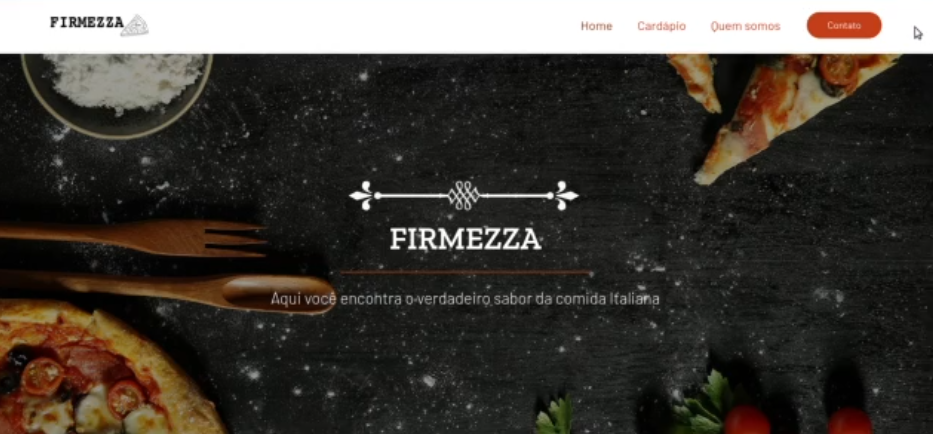 FIRMEZZA
Home Cardápio Quem somos Contato
FIRMEZZA
Aqui você encontra o verdadeiro sabor da comida Italiana